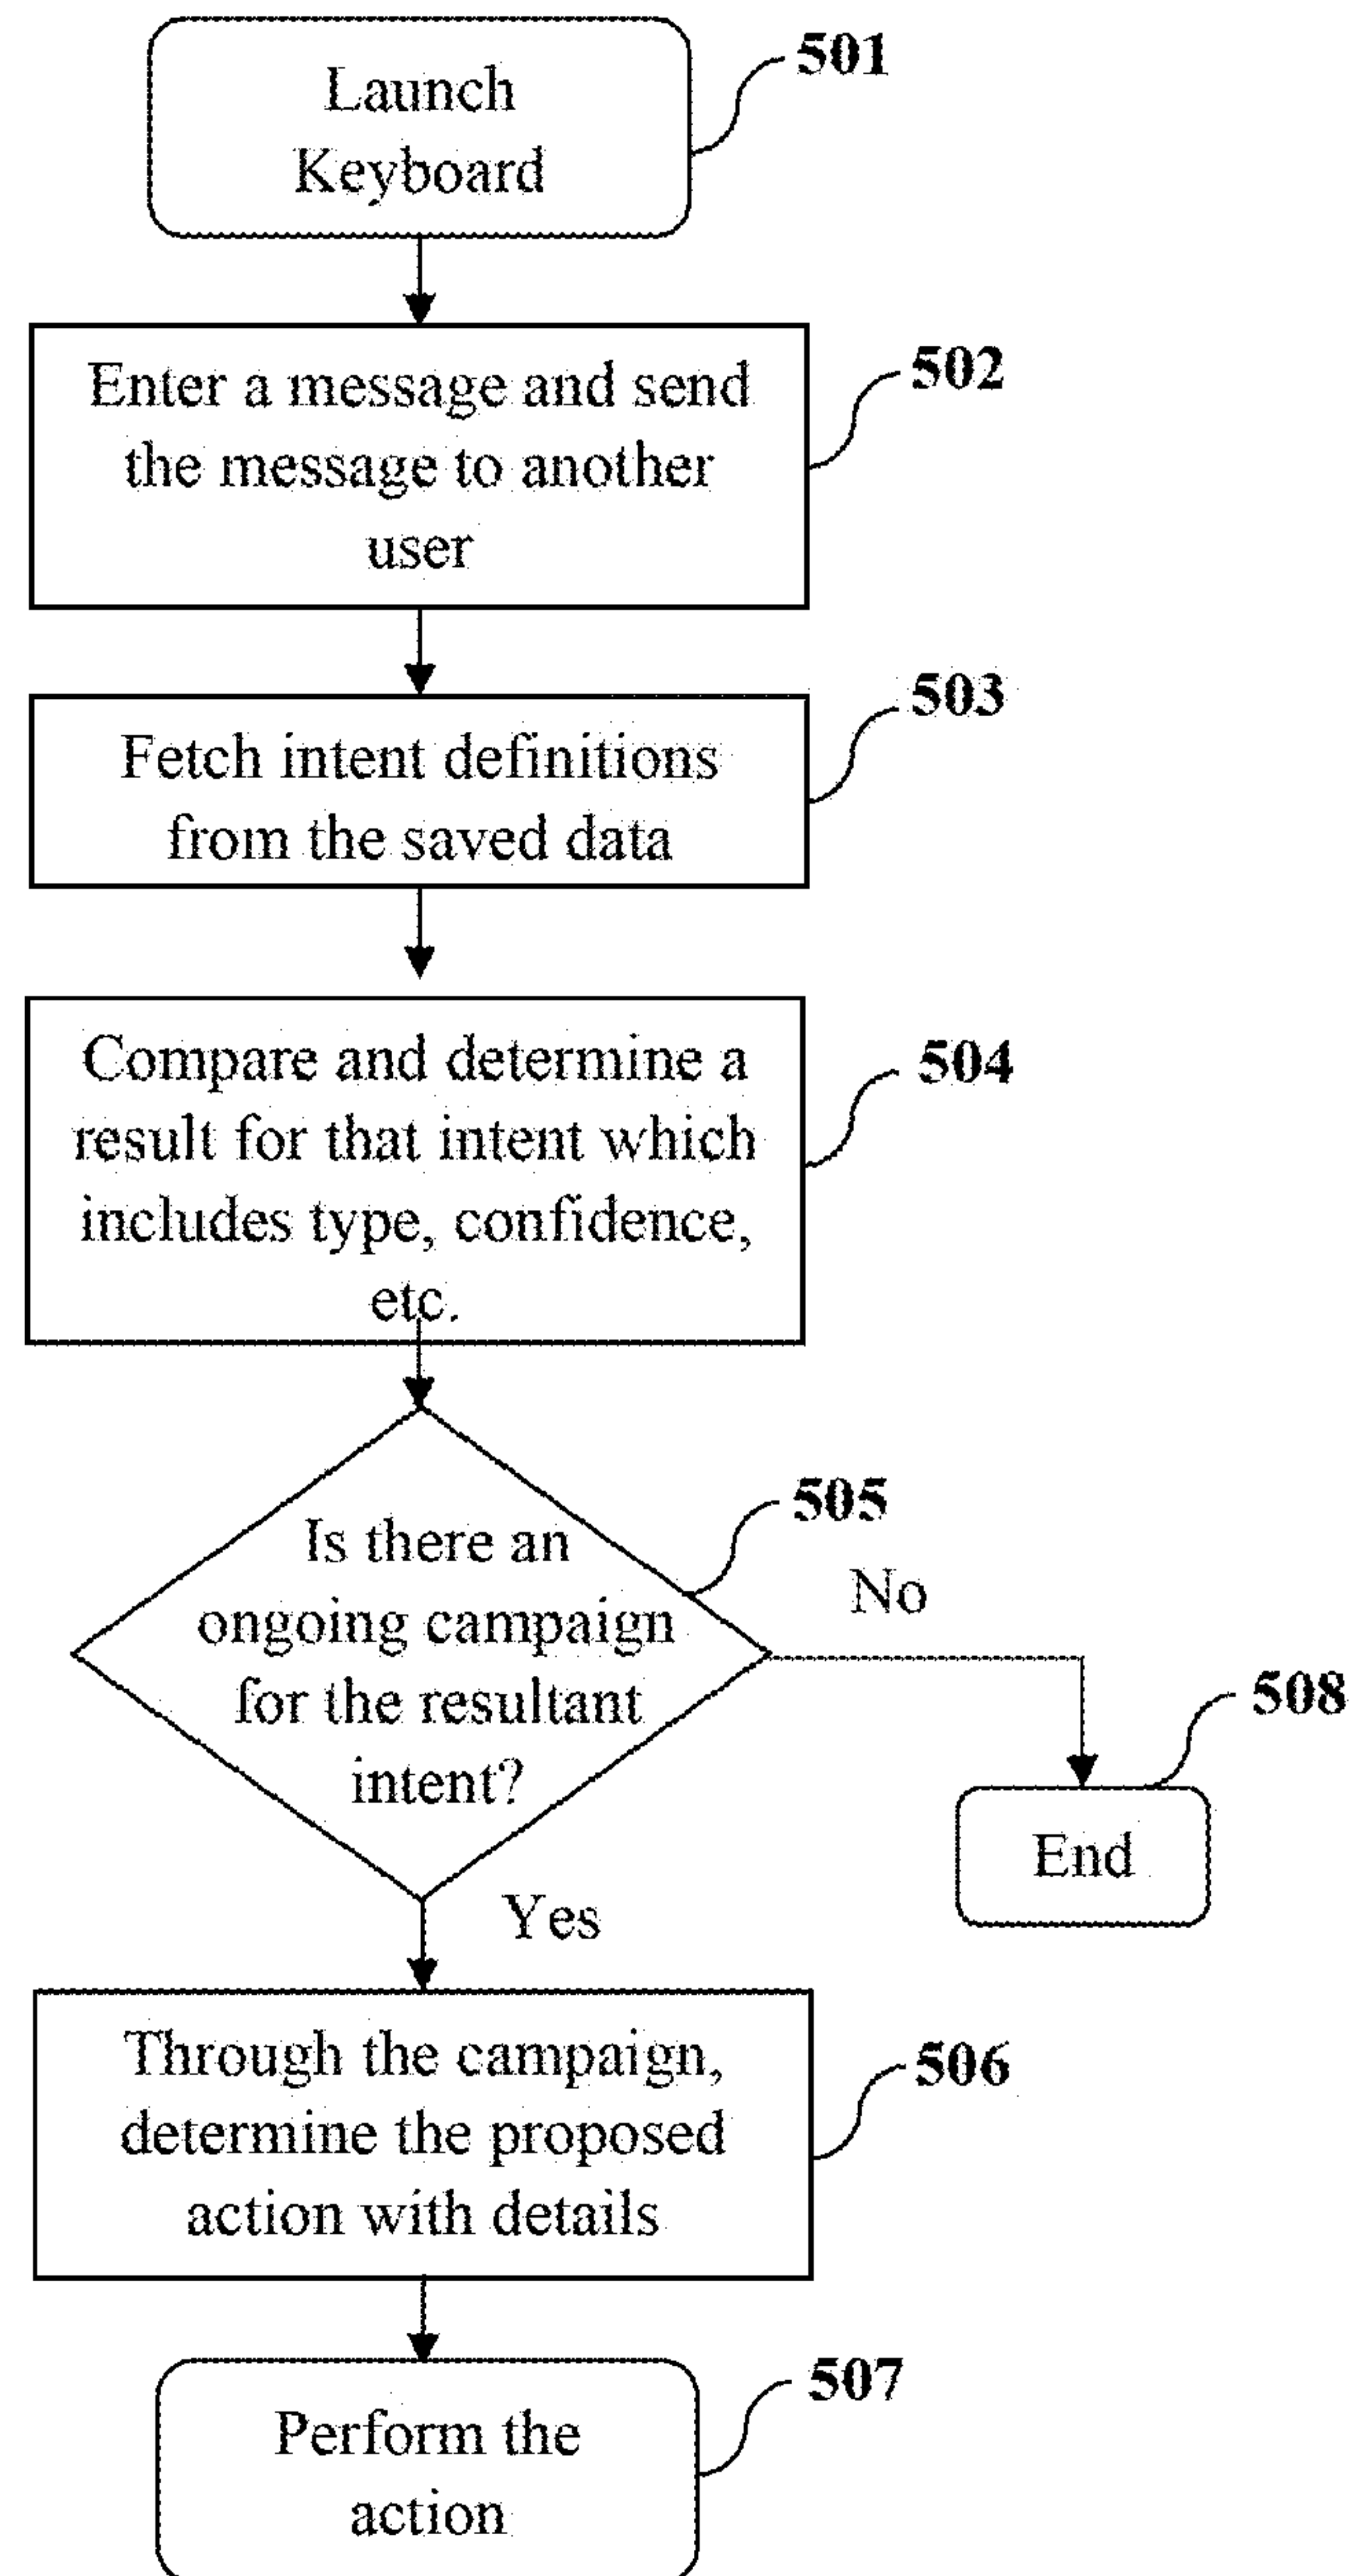 Launch
Keyboard
501
Enter a message and send
the message to another
user
502
Fetch intent definitions
from the saved data
503
Compare and determine a
result for that intent which
includes type, confidence,
etc.
504
Is there an
ongoing campaign
for the resultant
intent?
505
No
508
End
Yes
Through the campaign,
determine the proposed
action with details
506
Perform the
action
507